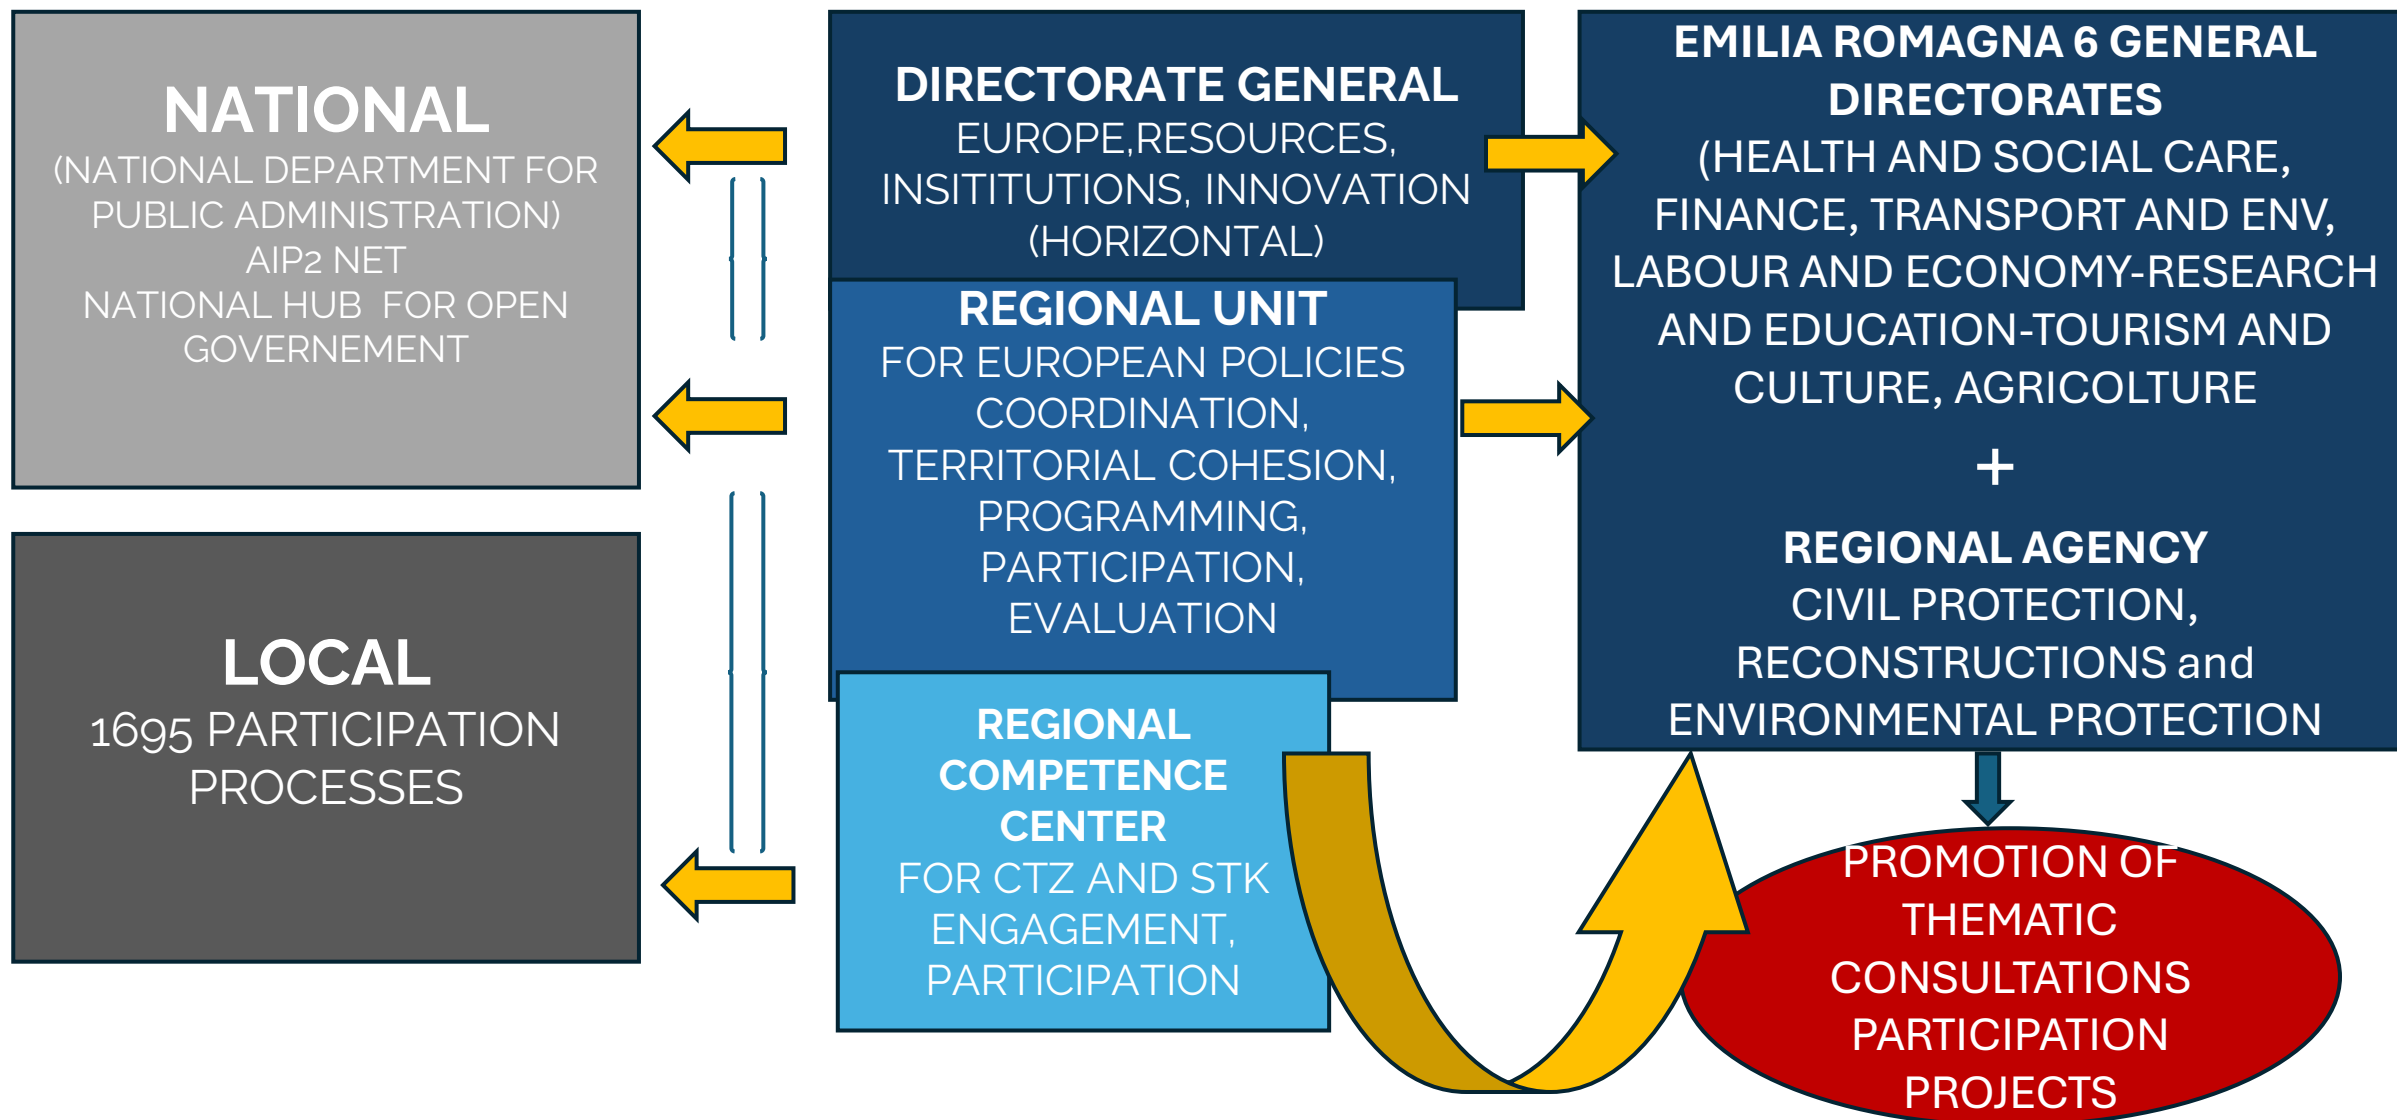 NATIONAL
(NATIONAL DEPARTMENT FOR
PUBLIC ADMINISTRATION)
AIP2 NET
NATIONAL HUB FOR OPEN
GOVERNEMENT
LOCAL
1695 PARTICIPATION
PROCESSES
DIRECTORATE GENERAL
EUROPE,RESOURCES,
INSITITUTIONS, INNOVATION
(HORIZONTAL)
REGIONAL UNIT
FOR EUROPEAN POLICIES
COORDINATION,
TERRITORIAL COHESION,
PROGRAMMING,
PARTICIPATION,
EVALUATION
REGIONAL
COMPETENCE
CENTER
FOR CTZ AND STK
ENGAGEMENT,
PARTICIPATION
EMILIA ROMAGNA 6 GENERAL
DIRECTORATES
(HEALTH AND SOCIAL CARE,
FINANCE, TRANSPORT AND ENV,
LABOUR AND ECONOMY-RESEARCH
AND EDUCATION-TOURISM AND
CULTURE, AGRICOLTURE
+
REGIONAL AGENCY
CIVIL PROTECTION,
RECONSTRUCTIONS and
ENVIRONMENTAL PROTECTION
PROMOTION OF
THEMATIC
CONSULTATIONS
PARTICIPATION
PROJECTS